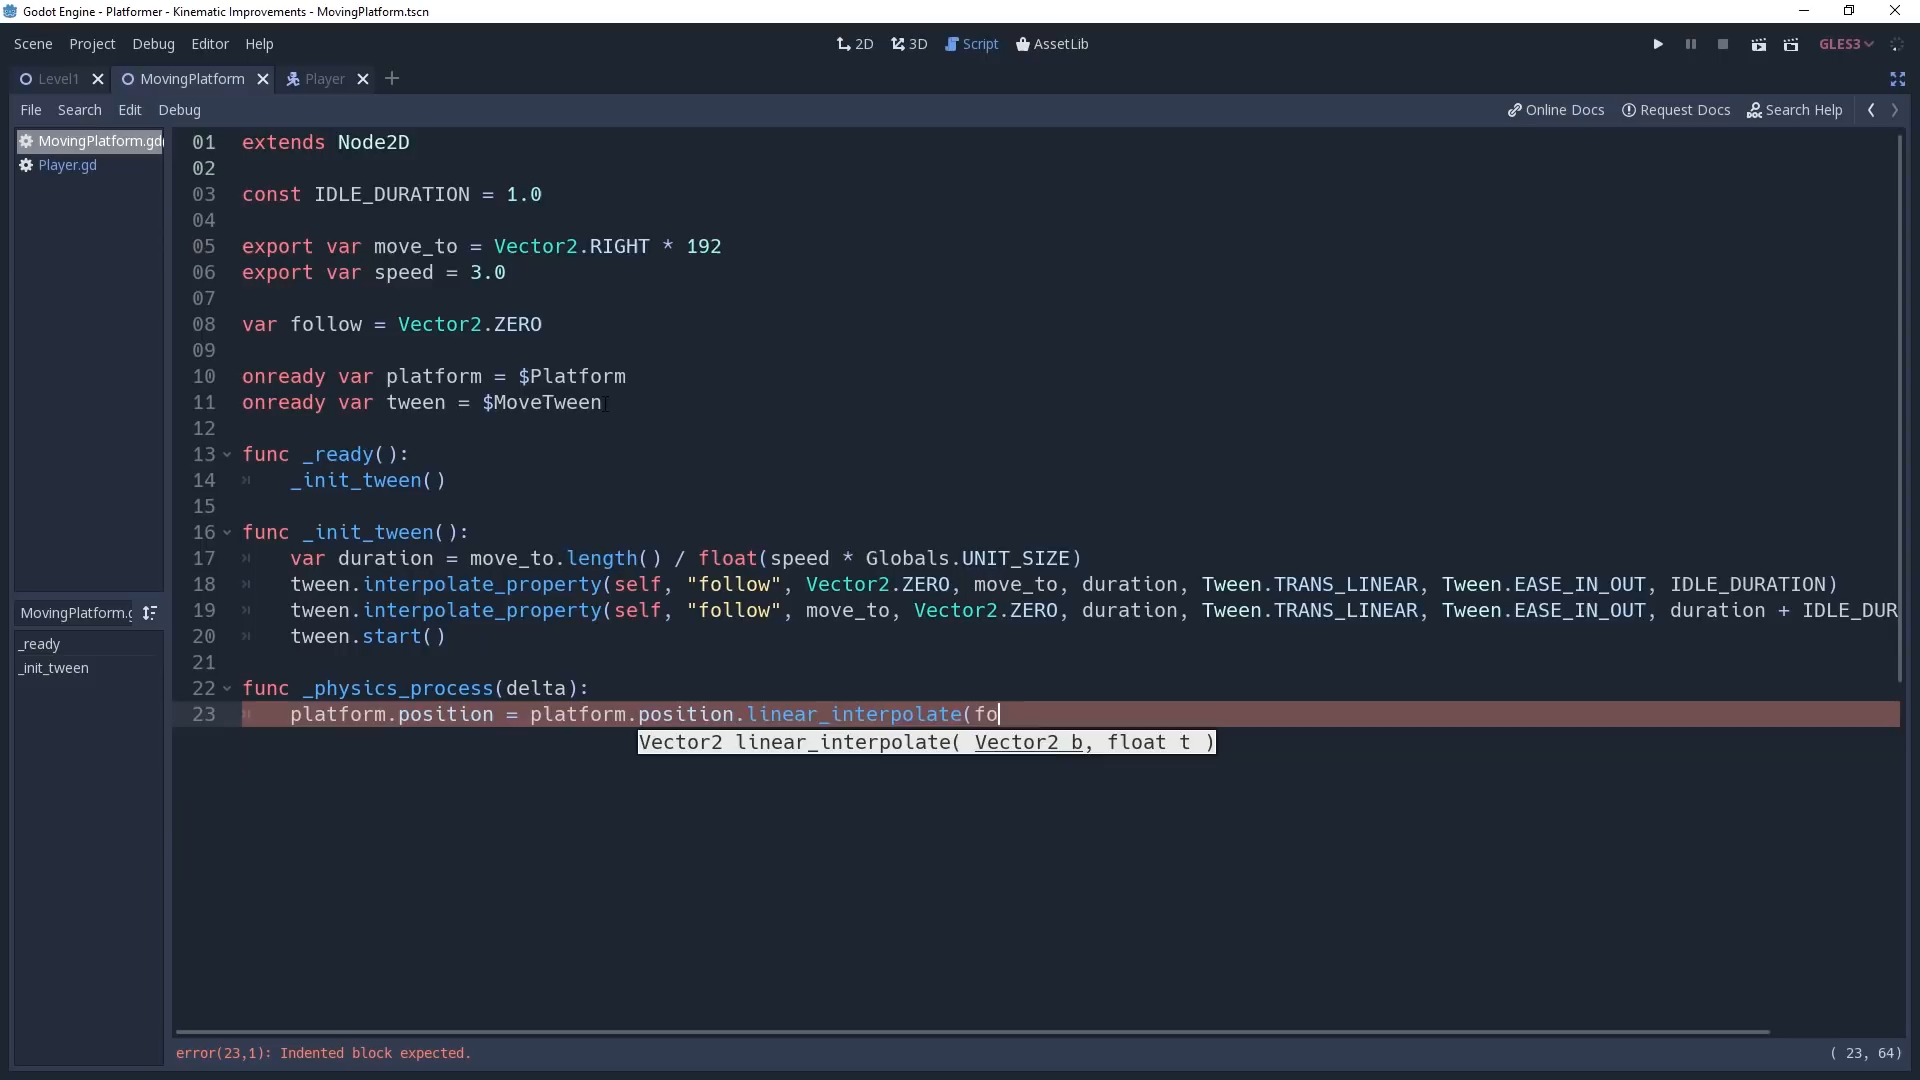 Godot Engine - Platformer - Kinematic Improvements - MovingPlatform.tscn
Scene Project Debug Editor Help 2D 3D Script AssetLib GLES3
Level1 MovingPlatform Player
File Search Edit Debug Online Docs Request Docs Search Help
MovingPlatform.gd(
Player.gd
MovingPlatform.g
_ready
_init_tween
01 extends Node2D
02
03 const IDLE_DURATION = 1.0
04
05 export var move_to = Vector2.RIGHT * 192
06 export var speed = 3.0
07
08 var follow = Vector2.ZERO
09
10 onready var platform = $Platform
11 onready var tween = $MoveTween
12
13 func _ready():
14 _init_tween()
15
16 func _init_tween():
17 var duration = move_to.length() / float(speed * Globals.UNIT_SIZE)
18 tween.interpolate_property(self, "follow", Vector2.ZERO, move_to, duration, Tween.TRANS_LINEAR, Tween.EASE_IN_OUT, IDLE_DURATION)
19 tween.interpolate_property(self, "follow", move_to, Vector2.ZERO, duration, Tween.TRANS_LINEAR, Tween.EASE_IN_OUT, duration + IDLE_DUR
20 tween.start()
21
22 func _physics_process(delta):
23 platform.position = platform.position.linear_interpolate(fo
Vector2 linear_interpolate( Vector2 b, float t )
error(23,1): Indented block expected.
( 23, 64)